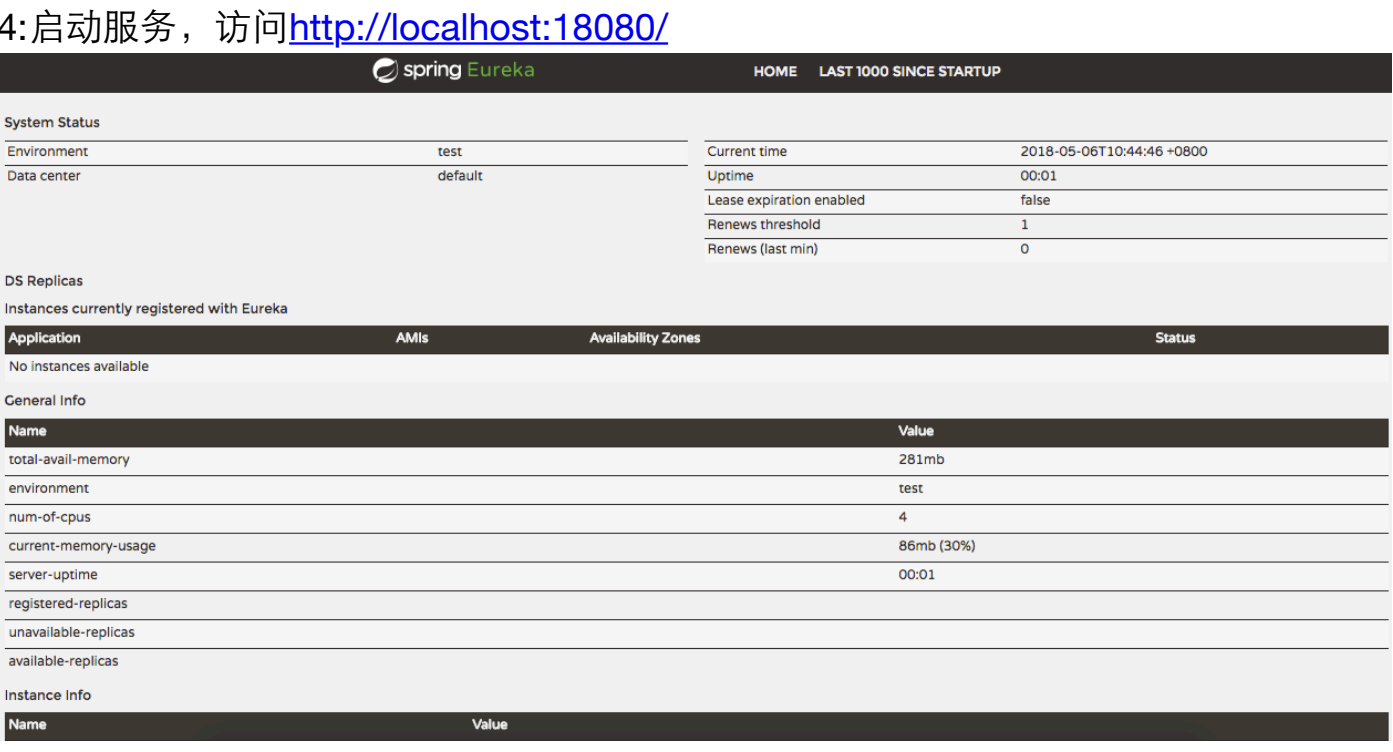 4:启动服务，访问http://localhost:18080/
spring Eureka HOME LAST 1000 SINCE STARTUP
System Status
Environment test
Data center default
Current time 2018-05-06T10:44:46 +0800
Uptime 00:01
Lease expiration enabled false
Renews threshold 1
Renews (last min) 0
DS Replicas
Instances currently registered with Eureka
Application AMIs Availability Zones Status
No instances available
General Info
Name Value
total-avail-memory 281mb
environment test
num-of-cpus 4
current-memory-usage 86mb (30%)
server-uptime 00:01
registered-replicas
unavailable-replicas
available-replicas
Instance Info
Name Value